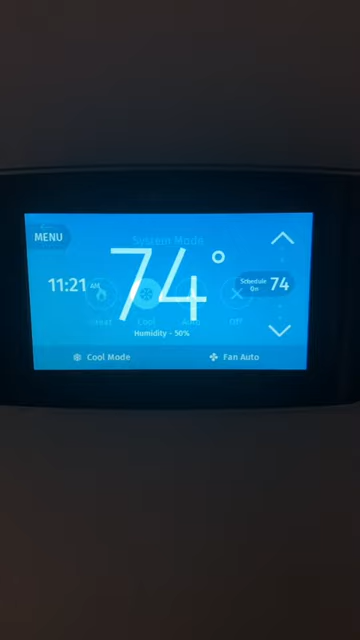 MENU
System Mode
74°
11:21 AM
Schedule
On
74
Heat
Cool
Auto
Off
Humidity - 50%
Cool Mode
Fan Auto